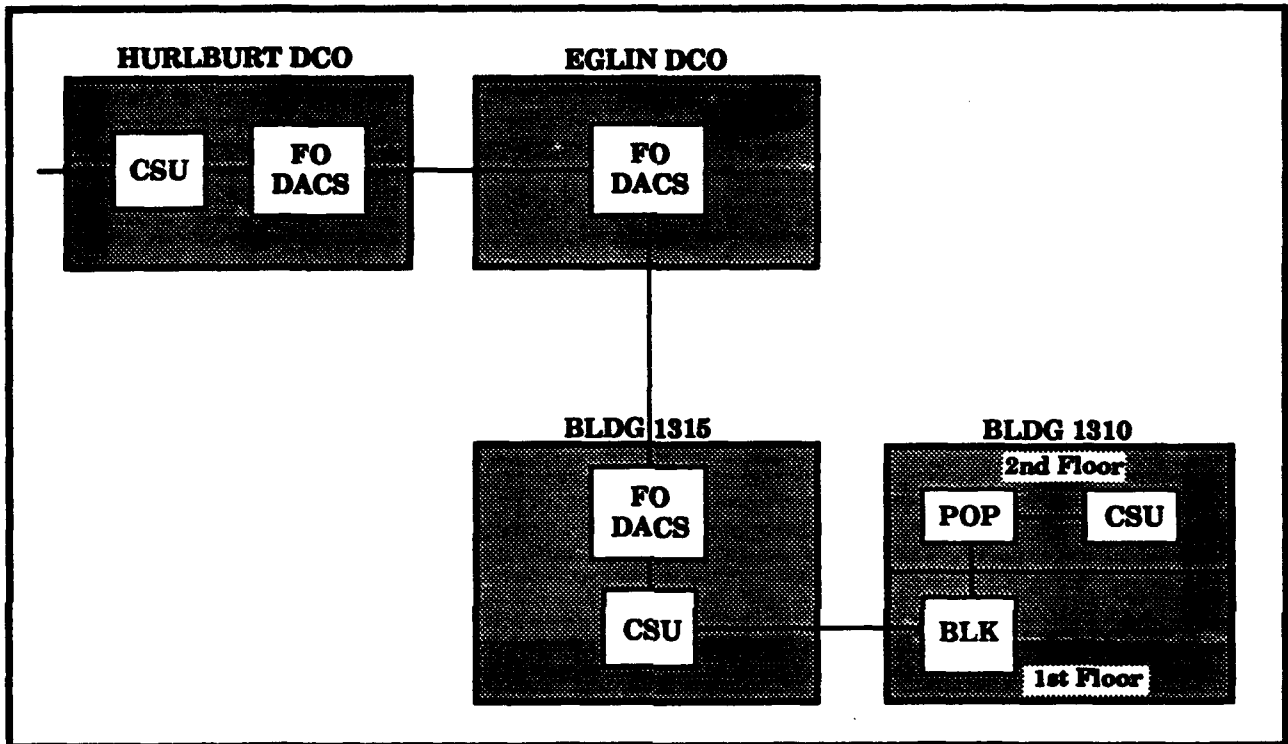 HURLBURT DCO
EGLIN DCO
CSU
FO
DACS
FO
DACS
BLDG 1315
BLDG 1310
2nd Floor
FO
DACS
POP
CSU
CSU
BLK
1st Floor